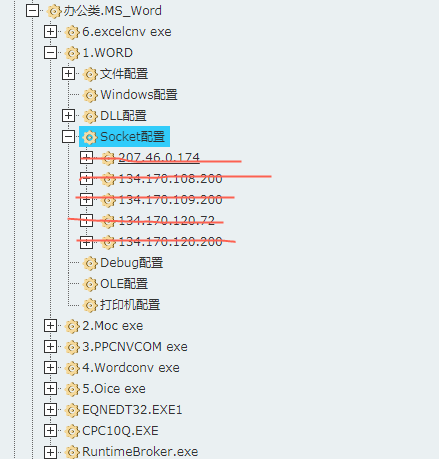 办公类.MS_Word
6.excelcnv exe
1.WORD
文件配置
Windows配置
DLL配置
Socket配置
207.46.0.174
134.170.108.200
134.170.109.200
134.170.120.72
134.170.120.200
Debug配置
OLE配置
打印机配置
2.Moc exe
3.PPCNVCOM exe
4.Wordconv exe
5.Oice exe
EQNEDT32.EXE1
CPC10Q.EXE
RuntimeBroker.exe